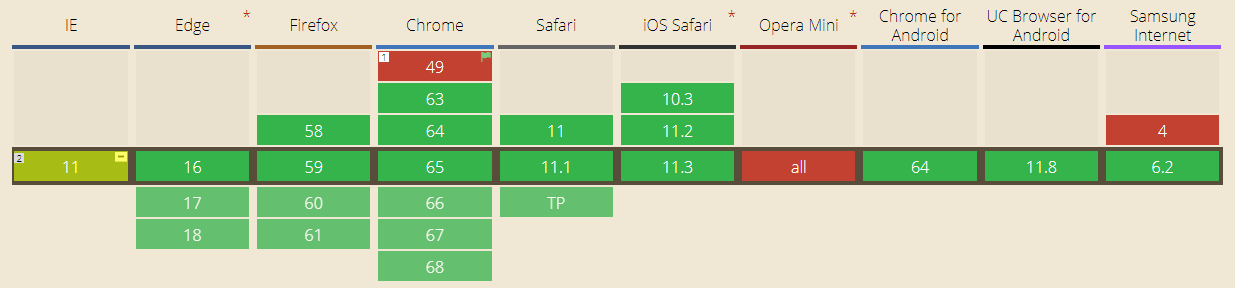 IE Edge * Firefox Chrome Safari iOS Safari * Opera Mini * Chrome for Android UC Browser for Android Samsung Internet
1 49
63 10.3
58 64 11 11.2 4
2 11 16 59 65 11.1 11.3 all 64 11.8 6.2
17 60 66 TP
18 61 67
68